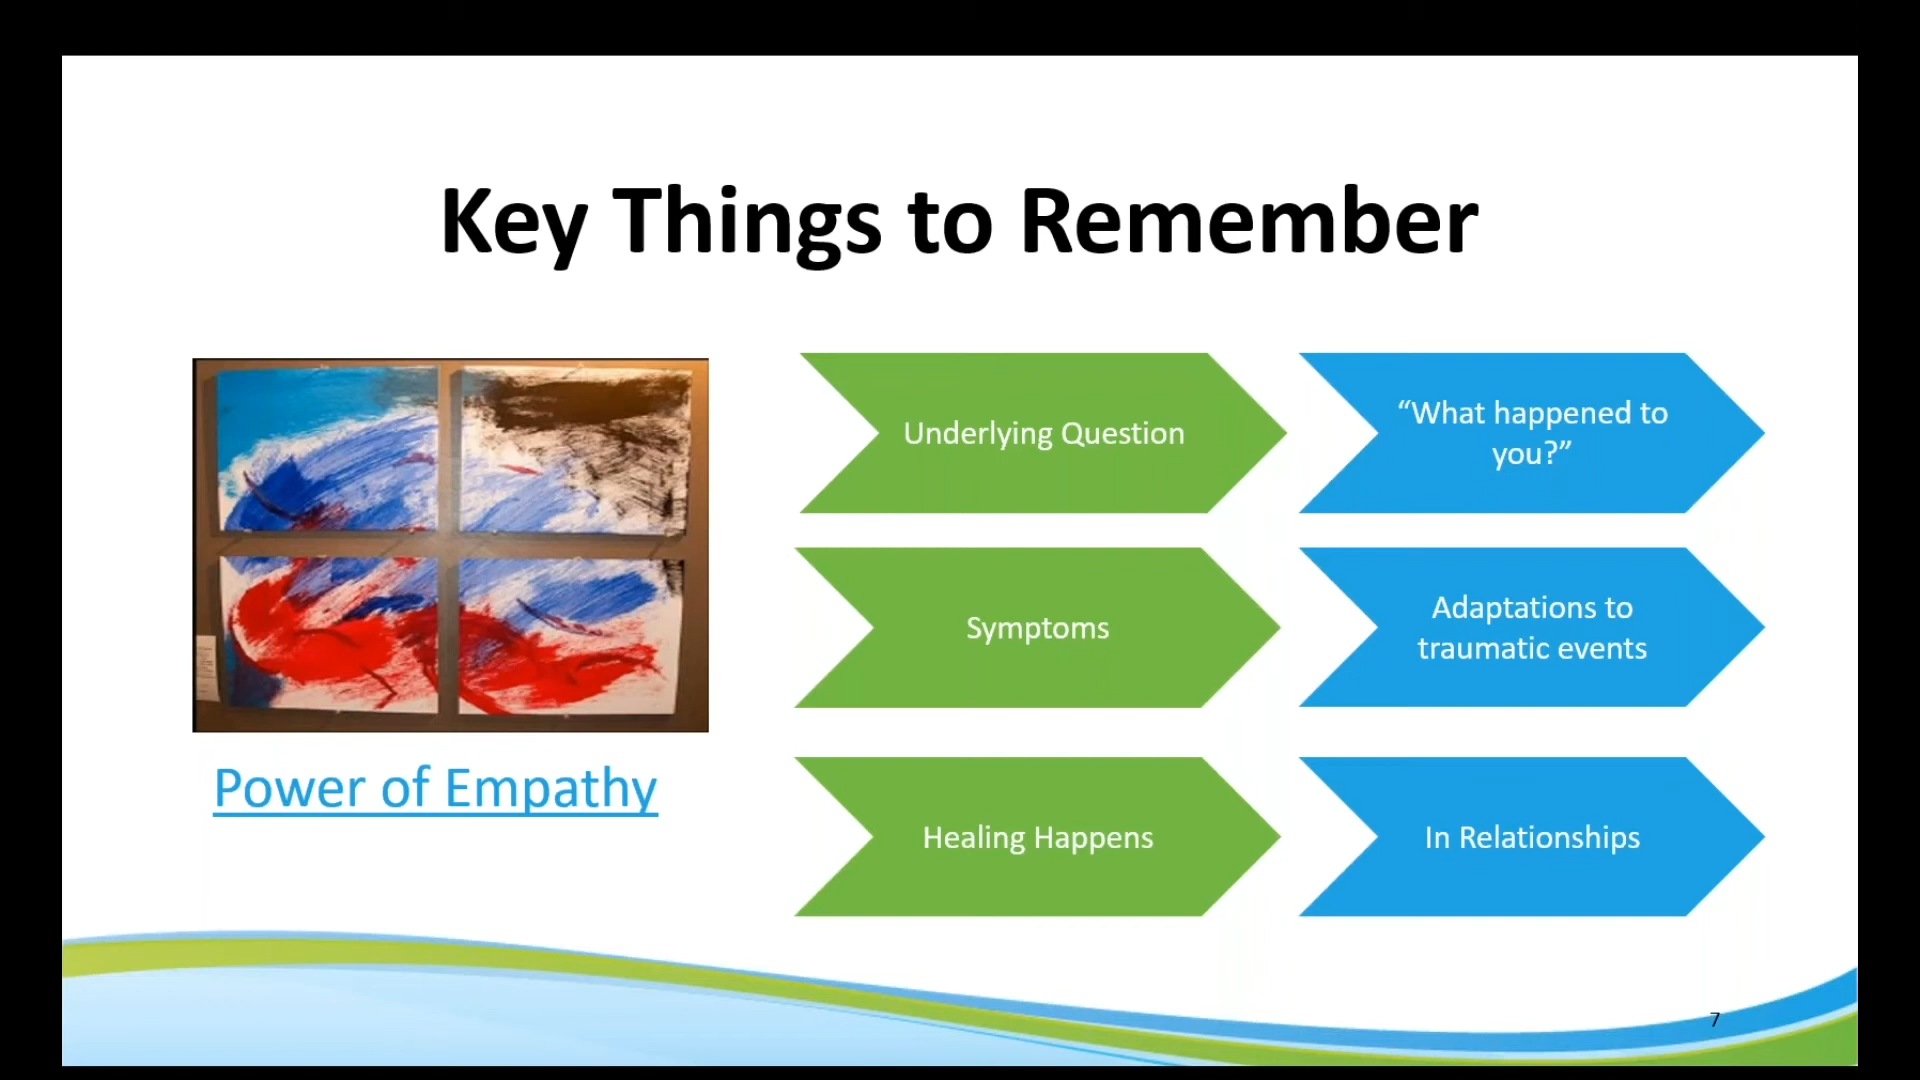 Key Things to Remember
Power of Empathy
Underlying Question
“What happened to
you?”
Symptoms
Adaptations to
traumatic events
Healing Happens
In Relationships
7